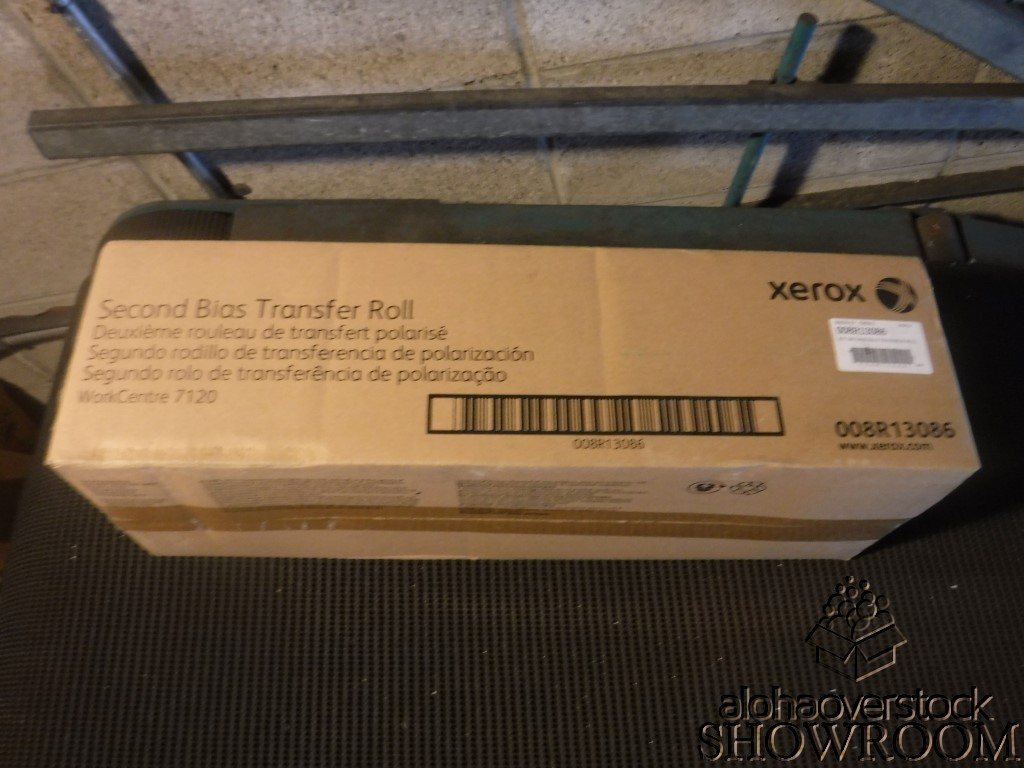 Second Bias Transfer Roll
Deuxième rouleau de transfert polarisé
Segundo rodillo de transferencia de polarización
Segundo rolo de transferência de polarização
WorkCentre 7120
xerox
008R13086
008R13086
008R13086
www.xerox.com
alohaoverstock
SHOWROOM